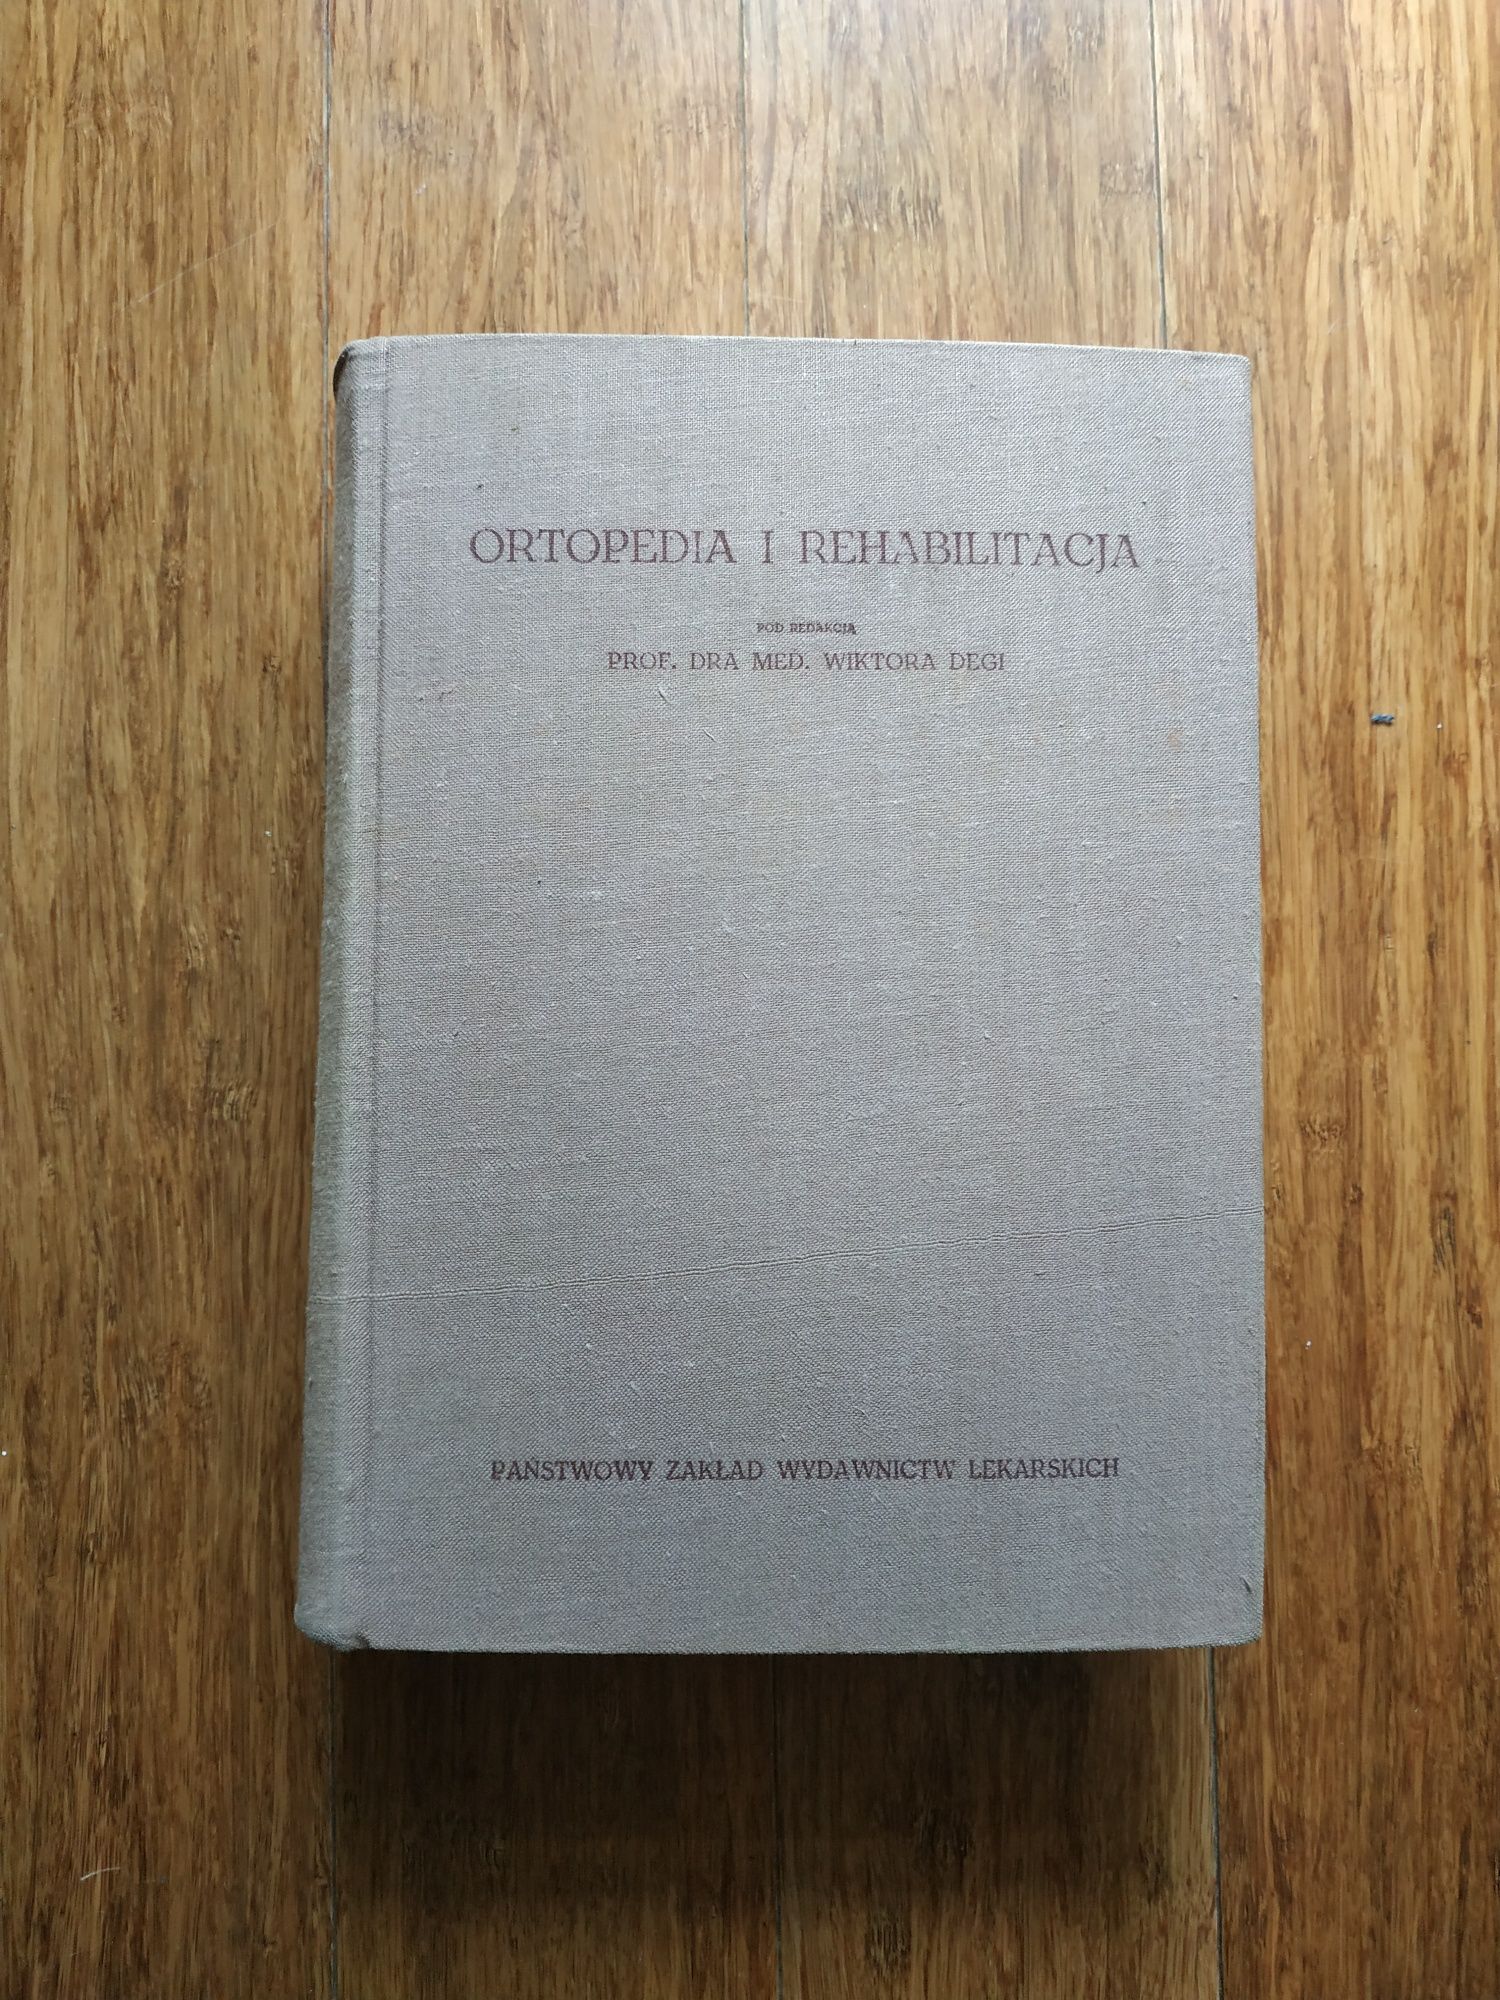 ORTOPEDIA I REHABILITACJA
POD REDAKCJĄ
PROF. DRA MED. WIKTORA DEGI
PAŃSTWOWY ZAKŁAD WYDAWNICTW LEKARSKICH